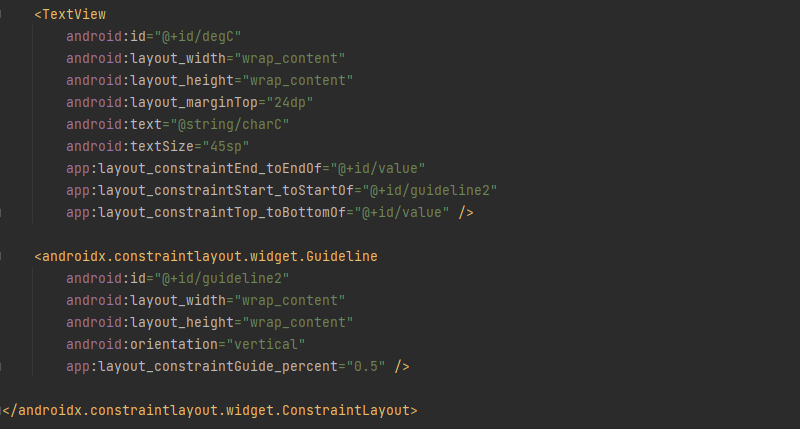 <TextView
android:id="@+id/degC"
android:layout_width="wrap_content"
android:layout_height="wrap_content"
android:layout_marginTop="24dp"
android:text="@string/charC"
android:textSize="45sp"
app:layout_constraintEnd_toEndOf="@+id/value"
app:layout_constraintStart_toStartOf="@+id/guideline2"
app:layout_constraintTop_toBottomOf="@+id/value" />
<androidx.constraintlayout.widget.Guideline
android:id="@+id/guideline2"
android:layout_width="wrap_content"
android:layout_height="wrap_content"
android:orientation="vertical"
app:layout_constraintGuide_percent="0.5" />
</androidx.constraintlayout.widget.ConstraintLayout>